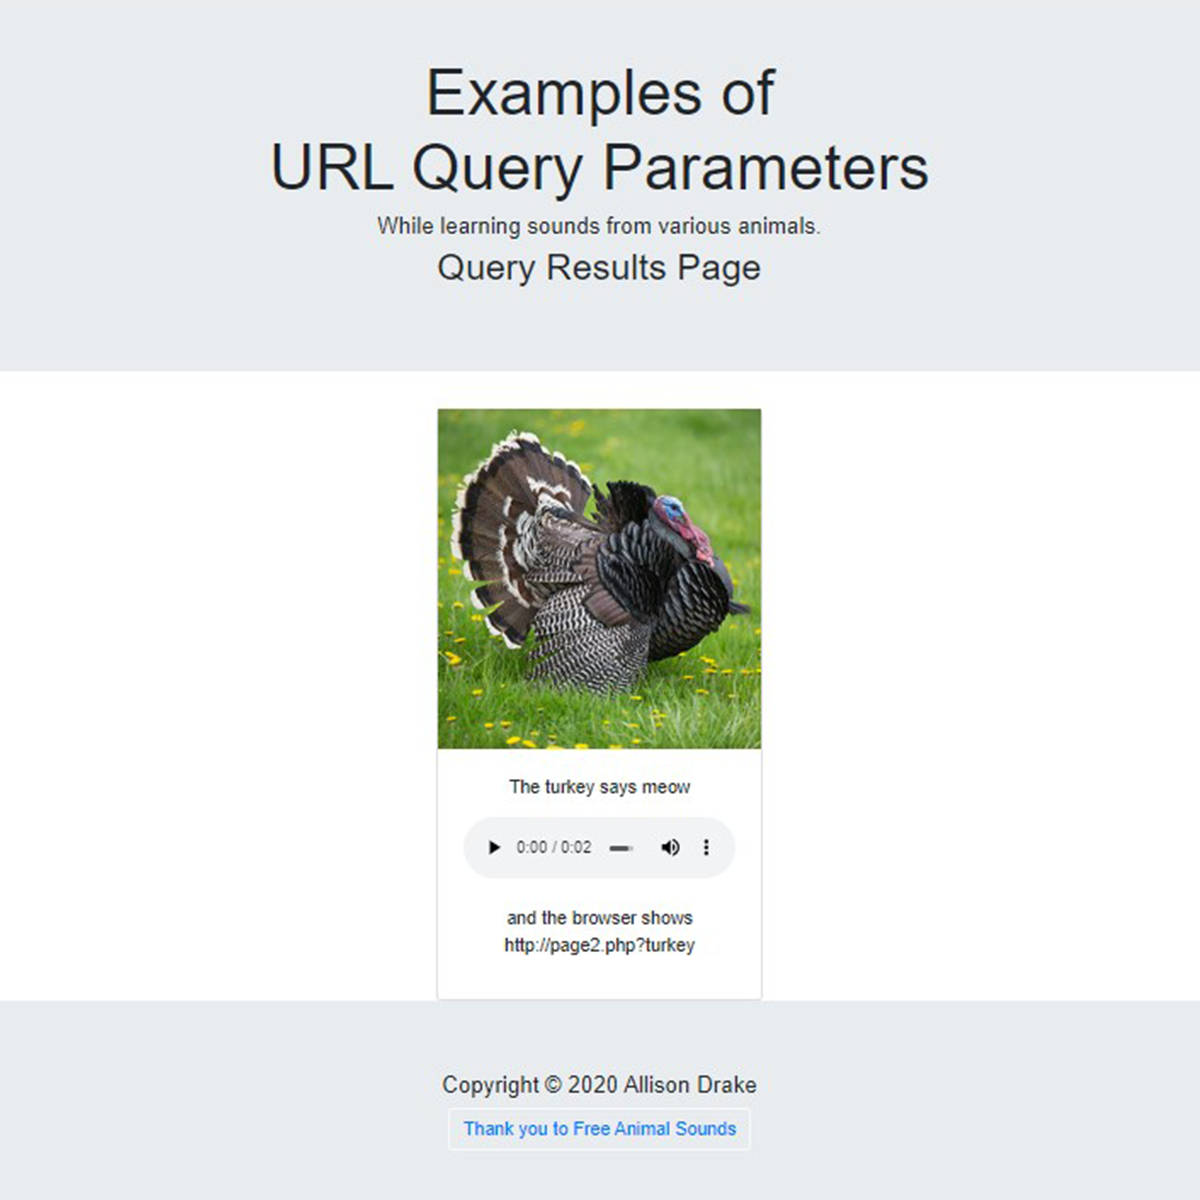 Examples of
URL Query Parameters
While learning sounds from various animals.
Query Results Page
The turkey says meow
0:00 / 0:02
and the browser shows
http://page2.php?turkey
Copyright © 2020 Allison Drake
Thank you to Free Animal Sounds